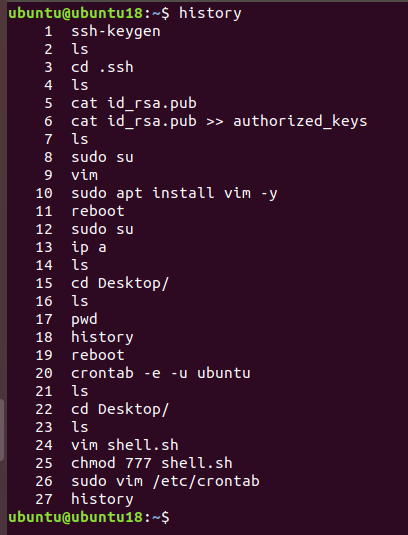 ubuntu@ubuntu18:~$ history
1 ssh-keygen
2 ls
3 cd .ssh
4 ls
5 cat id_rsa.pub
6 cat id_rsa.pub >> authorized_keys
7 ls
8 sudo su
9 vim
10 sudo apt install vim -y
11 reboot
12 sudo su
13 ip a
14 ls
15 cd Desktop/
16 ls
17 pwd
18 history
19 reboot
20 crontab -e -u ubuntu
21 ls
22 cd Desktop/
23 ls
24 vim shell.sh
25 chmod 777 shell.sh
26 sudo vim /etc/crontab
27 history
ubuntu@ubuntu18:~$